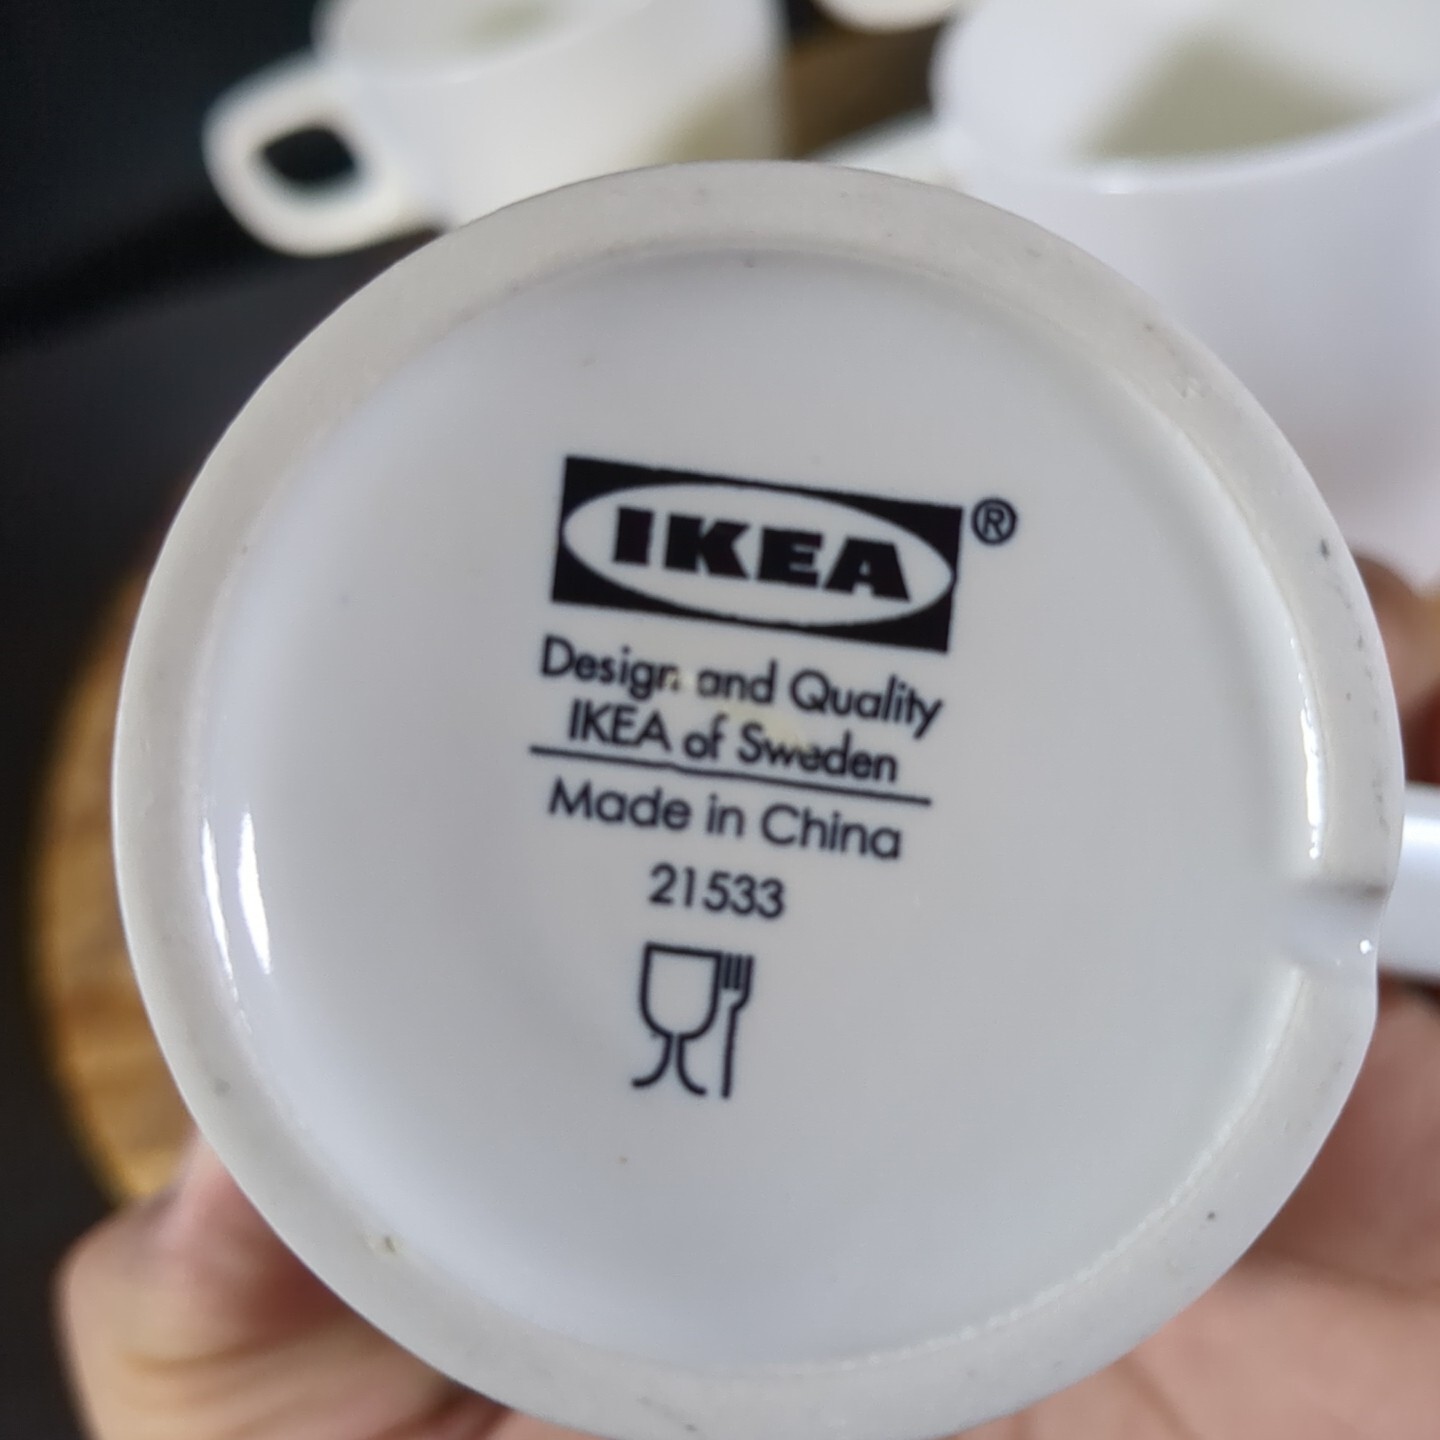 IKEA®
Design and Quality
IKEA of Sweden
Made in China
21533